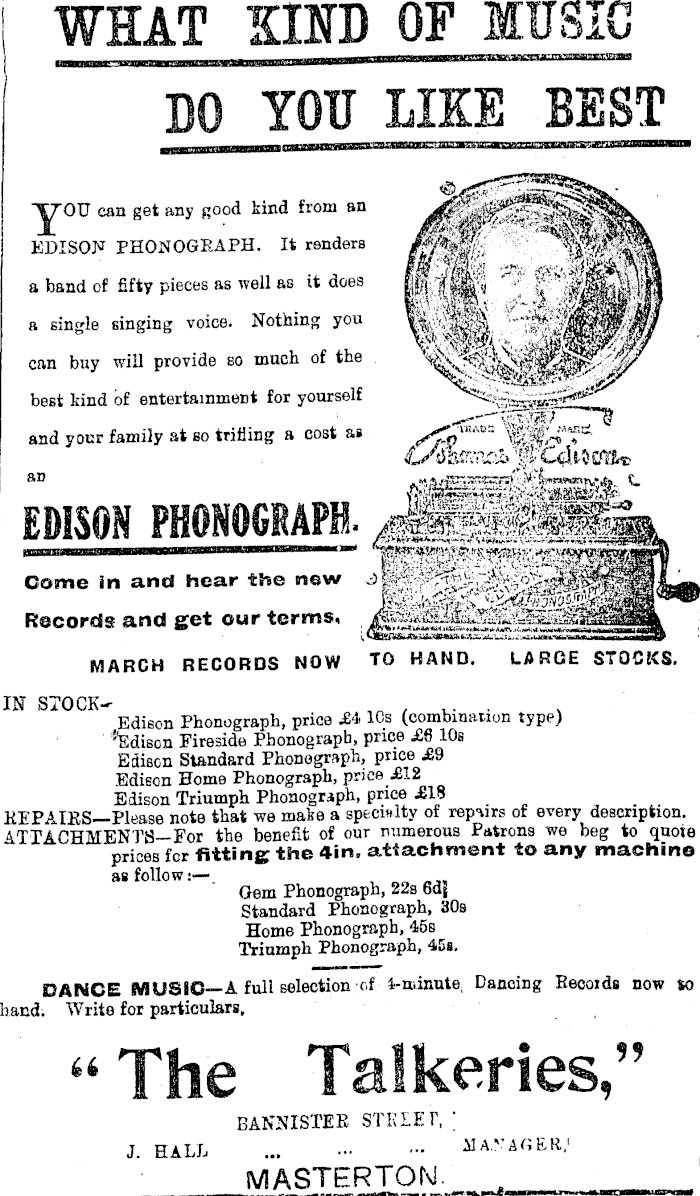 WHAT KIND OF MUSIC
DO YOU LIKE BEST
YOU can get any good kind from an
EDISON PHONOGRAPH. It renders
a band of fifty pieces as well as it does
a single singing voice. Nothing you
can buy will provide so much of the
best kind of entertainment for yourself
and your family at so trifling a cost as
an
EDISON PHONOGRAPH.
Come in and hear the new
Records and get our terms.
TRADE MARK
Thomas Edison
THE EDISON PHONOGRAPH
MARCH RECORDS NOW TO HAND. LARGE STOCKS.
IN STOCK—
Edison Phonograph, price £4 10s (combination type)
Edison Fireside Phonograph, price £6 10s
Edison Standard Phonograph, price £9
Edison Home Phonograph, price £12
Edison Triumph Phonograph, price £18
REPAIRS—Please note that we make a specialty of repairs of every description.
ATTACHMENTS—For the benefit of our numerous Patrons we beg to quote
prices for fitting the 4in. attachment to any machine
as follow:—
Gem Phonograph, 22s 6d
Standard Phonograph, 30s
Home Phonograph, 45s
Triumph Phonograph, 45s.
DANCE MUSIC—A full selection of 4-minute Dancing Records now to
hand. Write for particulars.
"The Talkeries,"
BANNISTER STREET,
J. HALL ... ... ... MANAGER,
MASTERTON.